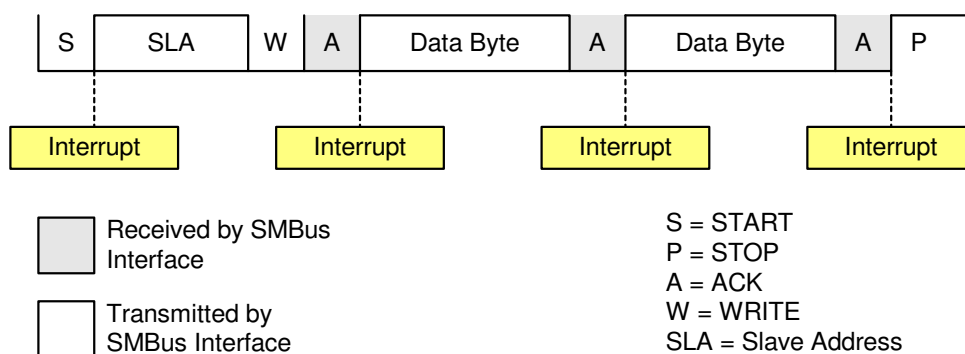 S SLA W A Data Byte A Data Byte A P
Interrupt Interrupt Interrupt Interrupt
Received by SMBus
Interface
Transmitted by
SMBus Interface
S = START
P = STOP
A = ACK
W = WRITE
SLA = Slave Address